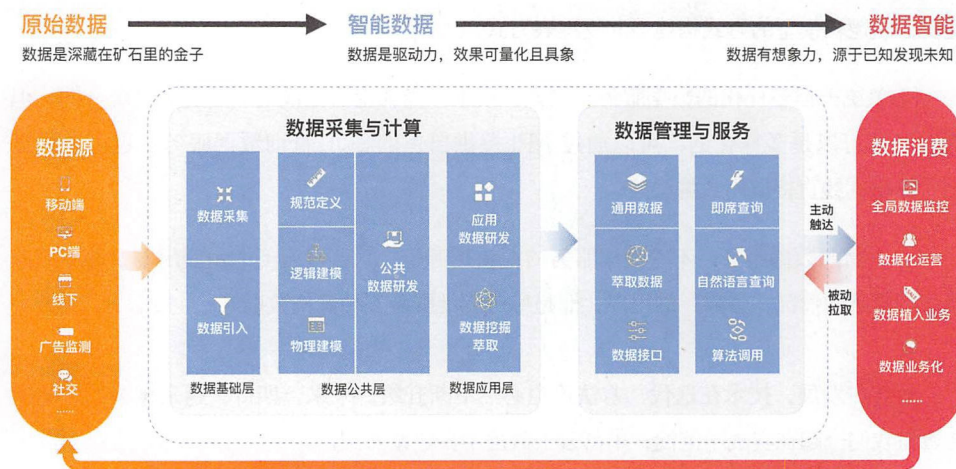 原始数据
智能数据
数据智能
数据是深藏在矿石里的金子
数据是驱动力，效果可量化且具象
数据有想象力，源于已知发现未知
数据源
移动端
PC端
线下
广告监测
社交
……
数据采集与计算
数据采集
数据引入
数据基础层
规范定义
逻辑建模
物理建模
公共
数据研发
数据公共层
应用
数据研发
数据挖掘
萃取
数据应用层
数据管理与服务
通用数据
即席查询
萃取数据
自然语言查询
数据接口
算法调用
主动
触达
被动
拉取
数据消费
全局数据监控
数据化运营
数据植入业务
数据业务化
……